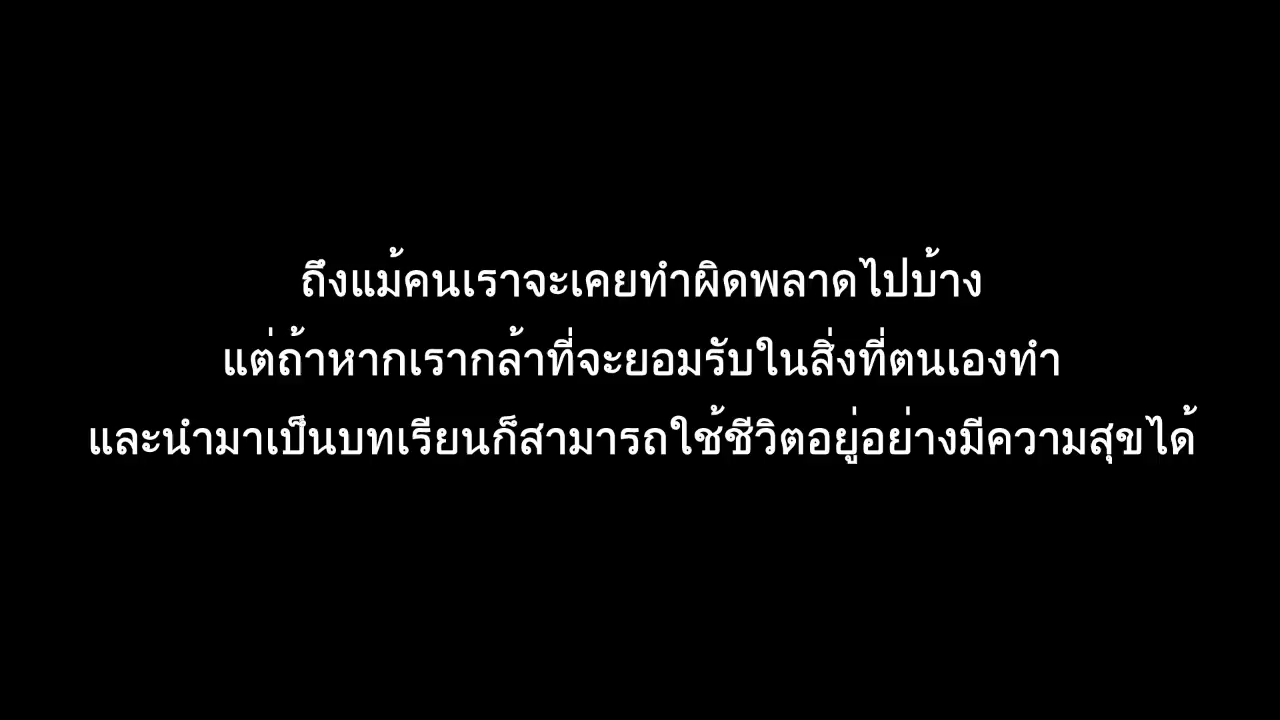 ถึงแม้คนเราจะเคยทำผิดพลาดไปบ้าง
แต่ถ้าหากเรากล้าที่จะยอมรับในสิ่งที่ตนเองทำ
และนำมาเป็นบทเรียนก็สามารถใช้ชีวิตอยู่อย่างมีความสุขได้